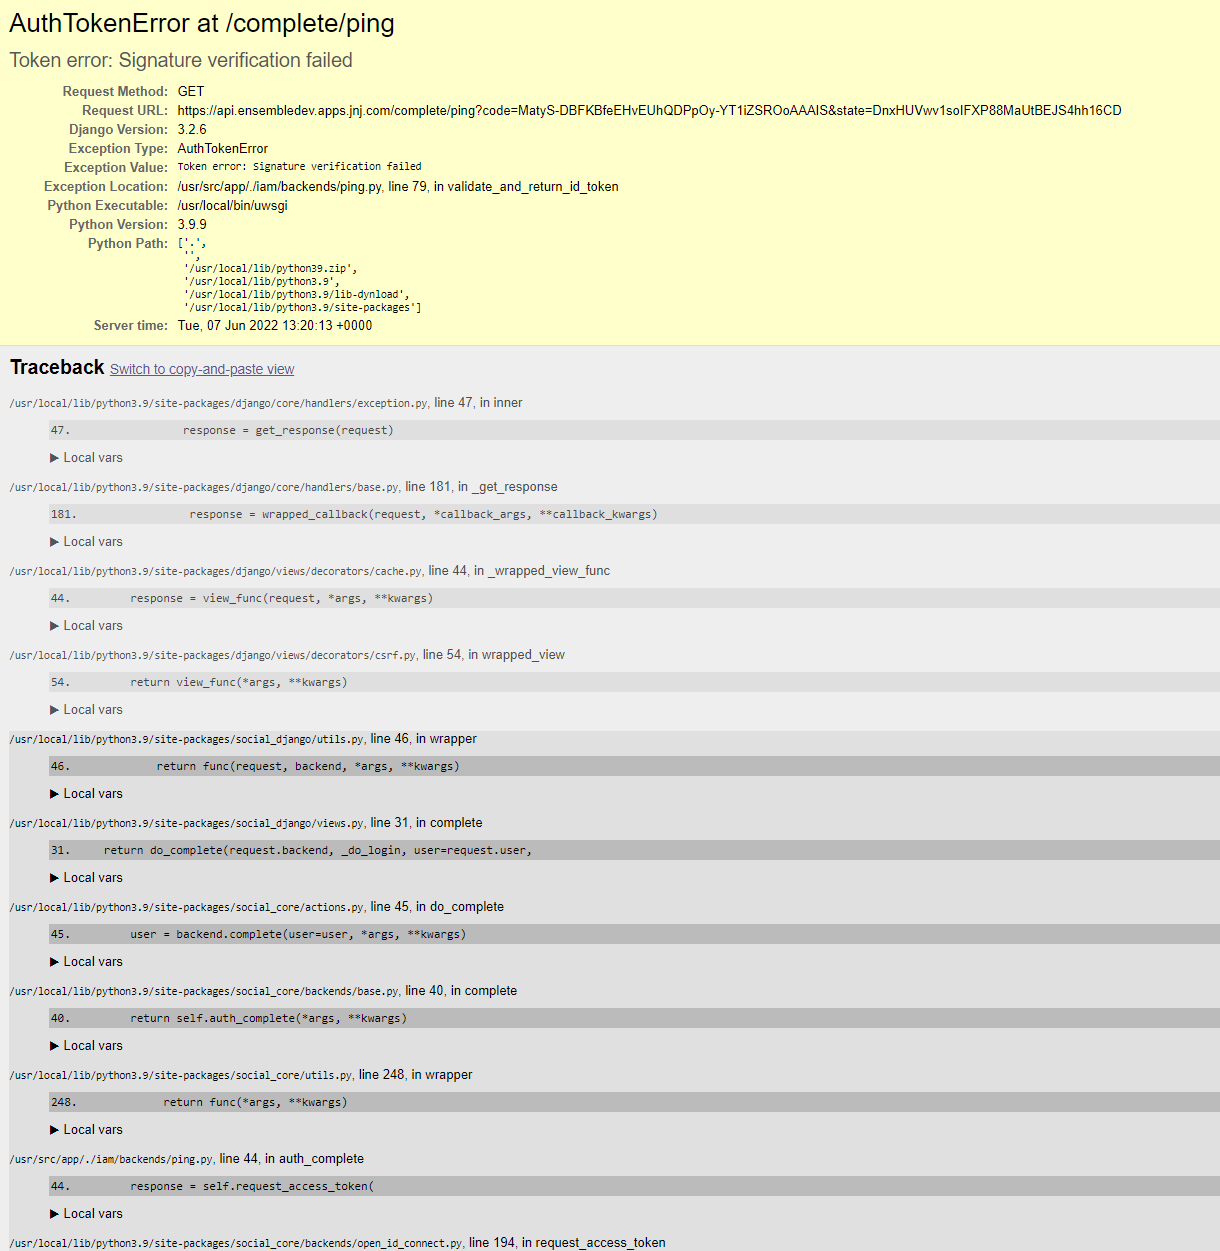 AuthTokenError at /complete/ping
Token error: Signature verification failed
Request Method: GET
Request URL: https://api.ensembledev.apps.jnj.com/complete/ping?code=MatyS-DBFKBfeEHvEUhQDPpOy-YT1iZSROoAAAIS&state=DnxHUVwv1soIFXP88MaUtBEJS4hh16CD
Django Version: 3.2.6
Exception Type: AuthTokenError
Exception Value: Token error: Signature verification failed
Exception Location: /usr/src/app/./iam/backends/ping.py, line 79, in validate_and_return_id_token
Python Executable: /usr/local/bin/uwsgi
Python Version: 3.9.9
Python Path: ['.',
'',
'/usr/local/lib/python39.zip',
'/usr/local/lib/python3.9',
'/usr/local/lib/python3.9/lib-dynload',
'/usr/local/lib/python3.9/site-packages']
Server time: Tue, 07 Jun 2022 13:20:13 +0000
Traceback Switch to copy-and-paste view
/usr/local/lib/python3.9/site-packages/django/core/handlers/exception.py, line 47, in inner
47. response = get_response(request)
▶ Local vars
/usr/local/lib/python3.9/site-packages/django/core/handlers/base.py, line 181, in _get_response
181. response = wrapped_callback(request, *callback_args, **callback_kwargs)
▶ Local vars
/usr/local/lib/python3.9/site-packages/django/views/decorators/cache.py, line 44, in _wrapped_view_func
44. response = view_func(request, *args, **kwargs)
▶ Local vars
/usr/local/lib/python3.9/site-packages/django/views/decorators/csrf.py, line 54, in wrapped_view
54. return view_func(*args, **kwargs)
▶ Local vars
/usr/local/lib/python3.9/site-packages/social_django/utils.py, line 46, in wrapper
46. return func(request, backend, *args, **kwargs)
▶ Local vars
/usr/local/lib/python3.9/site-packages/social_django/views.py, line 31, in complete
31. return do_complete(request.backend, _do_login, user=request.user,
▶ Local vars
/usr/local/lib/python3.9/site-packages/social_core/actions.py, line 45, in do_complete
45. user = backend.complete(user=user, *args, **kwargs)
▶ Local vars
/usr/local/lib/python3.9/site-packages/social_core/backends/base.py, line 40, in complete
40. return self.auth_complete(*args, **kwargs)
▶ Local vars
/usr/local/lib/python3.9/site-packages/social_core/utils.py, line 248, in wrapper
248. return func(*args, **kwargs)
▶ Local vars
/usr/src/app/./iam/backends/ping.py, line 44, in auth_complete
44. response = self.request_access_token(
▶ Local vars
/usr/local/lib/python3.9/site-packages/social_core/backends/open_id_connect.py, line 194, in request_access_token